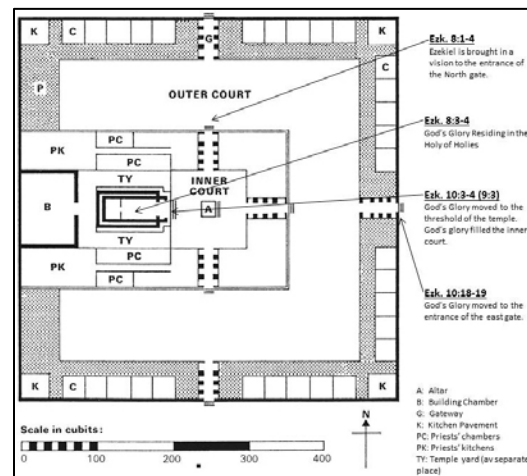 K
C
G
K
C
P
OUTER COURT
PC
PK
PC
TY
INNER
COURT
B
A
TY
PK
PC
PC
K
C
K
Ezk. 8:1-4
Ezekiel is brought in a
vision to the entrance of
the North gate.
Ezk. 8:3-4
God's Glory Residing in the
Holy of Holies
Ezk. 10:3-4 (9:3)
God's Glory moved to the
threshold of the temple.
God's glory filled the inner
court.
Ezk. 10:18-19
God's Glory moved to the
entrance of the east gate.
Scale in cubits:
0 100 200 300 400
N
A: Altar
B: Building Chamber
G: Gateway
K: Kitchen Pavement
PC: Priests' chambers
PK: Priests' kitchens
TY: Temple yard (av separate
place)